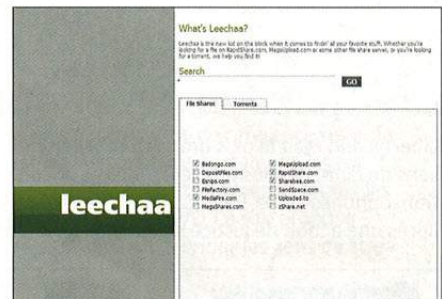 What's Leechaa?
Leechaa is the new kid on the block when it comes to findin' all your favorite stuff. Whether you're
looking for a file on RapidShare.com, MegaUpload.com or some other file share server, or you're looking
for a torrent, we help you find it!
Search
GO
File Shares Torrents
Badongo.com MegaUpload.com
DepositFiles.com RapidShare.com
Esnips.com Sharebee.com
FileFactory.com SendSpace.com
MediaFire.com Uploaded.to
MegaShares.com zShare.net
leechaa